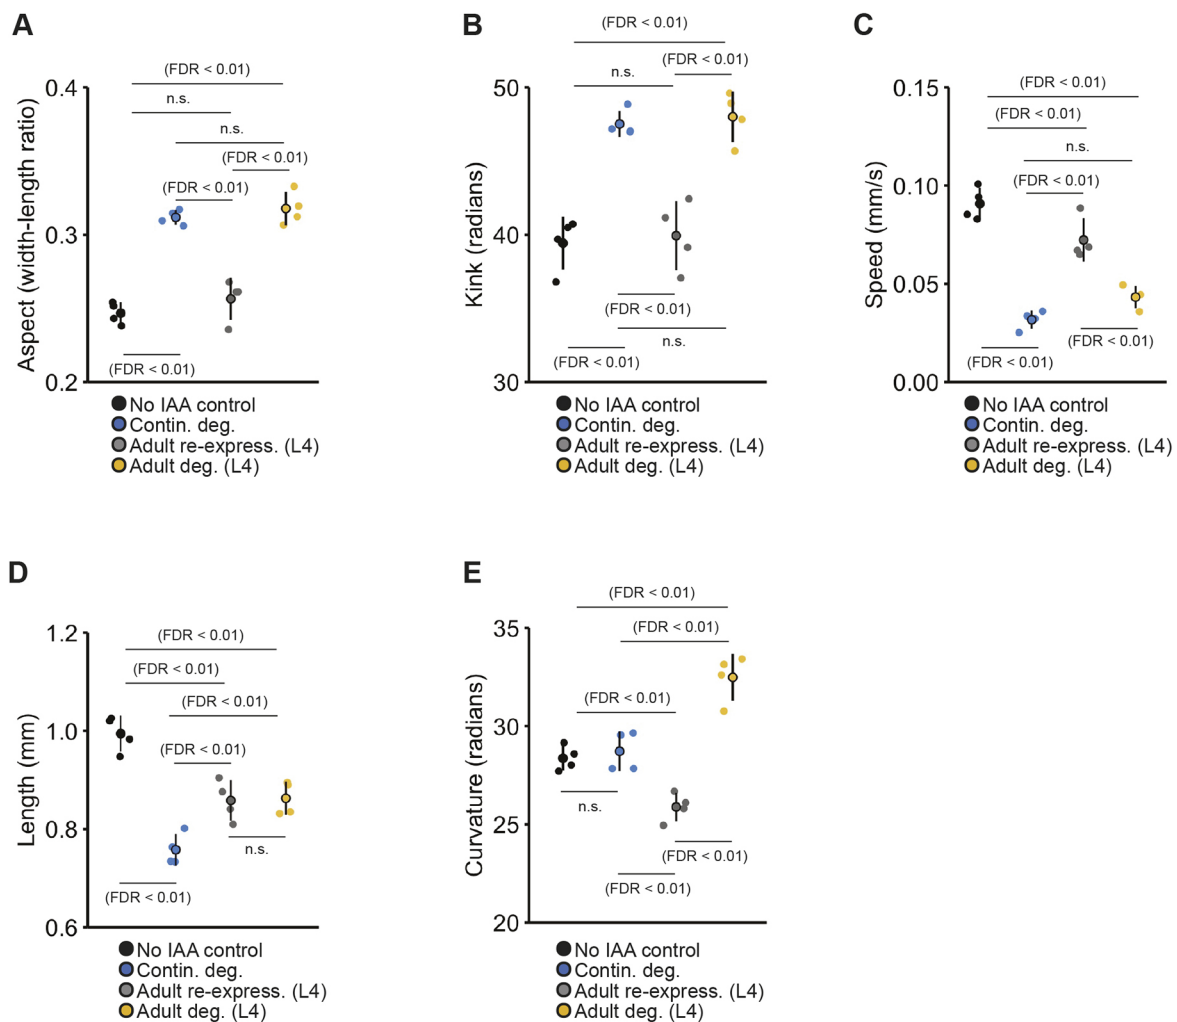 A
(FDR < 0.01)
n.s.
n.s.
(FDR < 0.01)
(FDR < 0.01)
(FDR < 0.01)
0.4
0.3
0.2
Aspect (width-length ratio)
No IAA control
Contin. deg.
Adult re-express. (L4)
Adult deg. (L4)
B
(FDR < 0.01)
(FDR < 0.01)
n.s.
(FDR < 0.01)
n.s.
(FDR < 0.01)
50
40
30
Kink (radians)
No IAA control
Contin. deg.
Adult re-express. (L4)
Adult deg. (L4)
C
(FDR < 0.01)
(FDR < 0.01)
n.s.
(FDR < 0.01)
(FDR < 0.01)
(FDR < 0.01)
0.15
0.10
0.05
0.00
Speed (mm/s)
No IAA control
Contin. deg.
Adult re-express. (L4)
Adult deg. (L4)
D
(FDR < 0.01)
(FDR < 0.01)
(FDR < 0.01)
(FDR < 0.01)
n.s.
(FDR < 0.01)
1.2
1.0
0.8
0.6
Length (mm)
No IAA control
Contin. deg.
Adult re-express. (L4)
Adult deg. (L4)
E
(FDR < 0.01)
(FDR < 0.01)
(FDR < 0.01)
n.s.
(FDR < 0.01)
(FDR < 0.01)
35
30
25
20
Curvature (radians)
No IAA control
Contin. deg.
Adult re-express. (L4)
Adult deg. (L4)